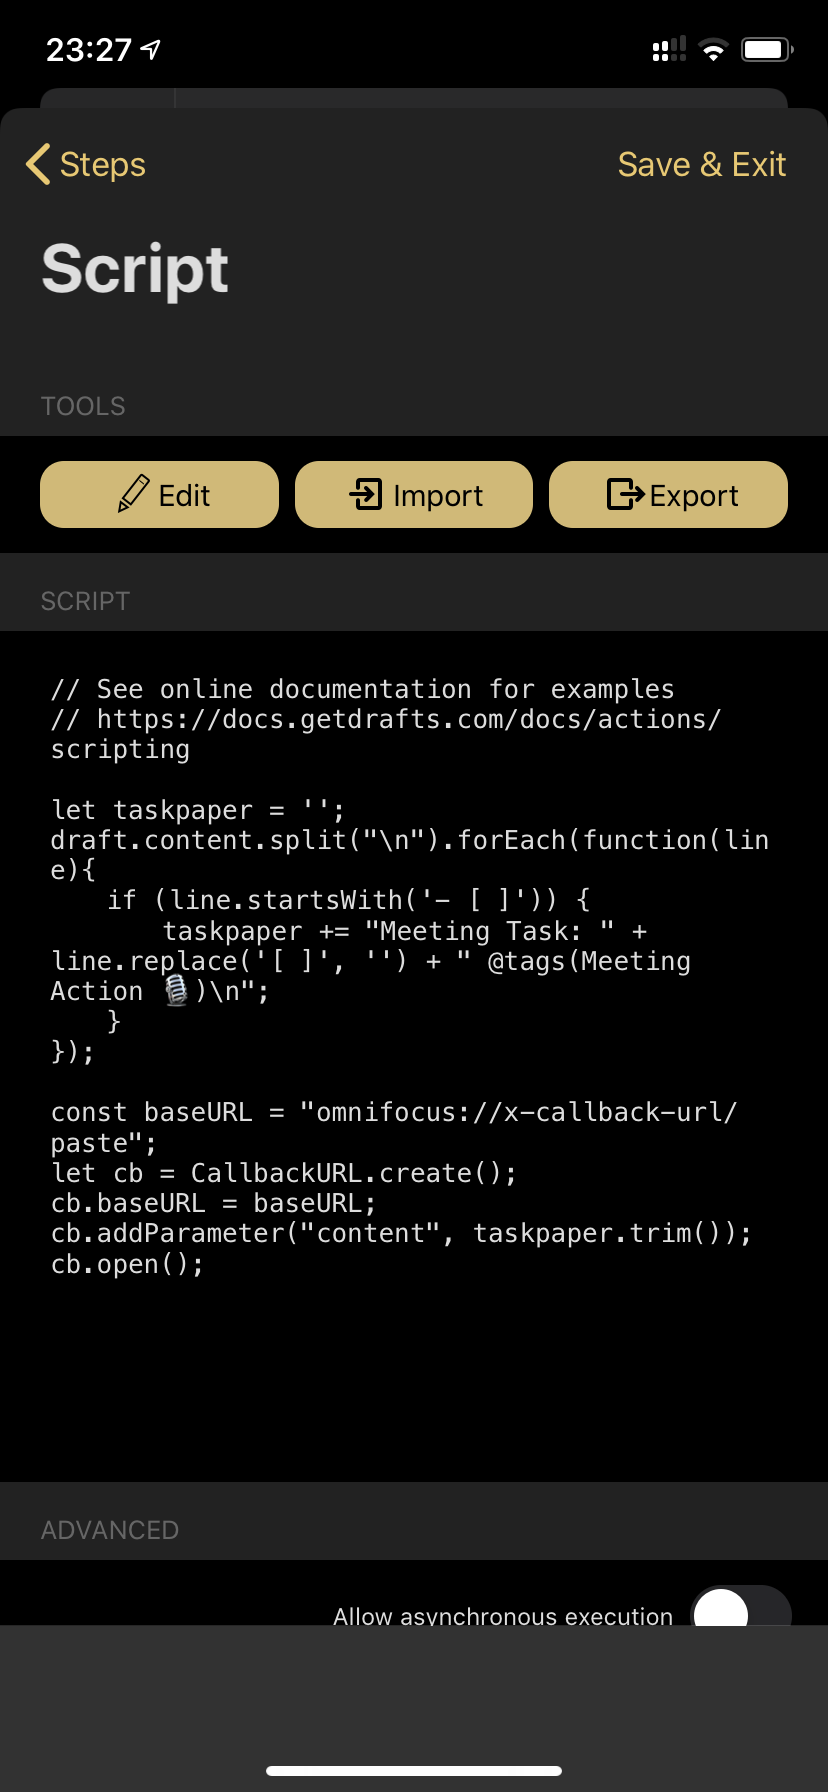 23:27
Steps
Save & Exit
Script
TOOLS
Edit
Import
Export
SCRIPT
// See online documentation for examples
// https://docs.getdrafts.com/docs/actions/
scripting
let taskpaper = '';
draft.content.split("\n").forEach(function(lin
e){
    if (line.startsWith('- [ ]')) {
        taskpaper += "Meeting Task: " +
line.replace('[ ]', '') + " @tags(Meeting
Action 🎙)\n";
    }
});
const baseURL = "omnifocus://x-callback-url/
paste";
let cb = CallbackURL.create();
cb.baseURL = baseURL;
cb.addParameter("content", taskpaper.trim());
cb.open();
ADVANCED
Allow asynchronous execution